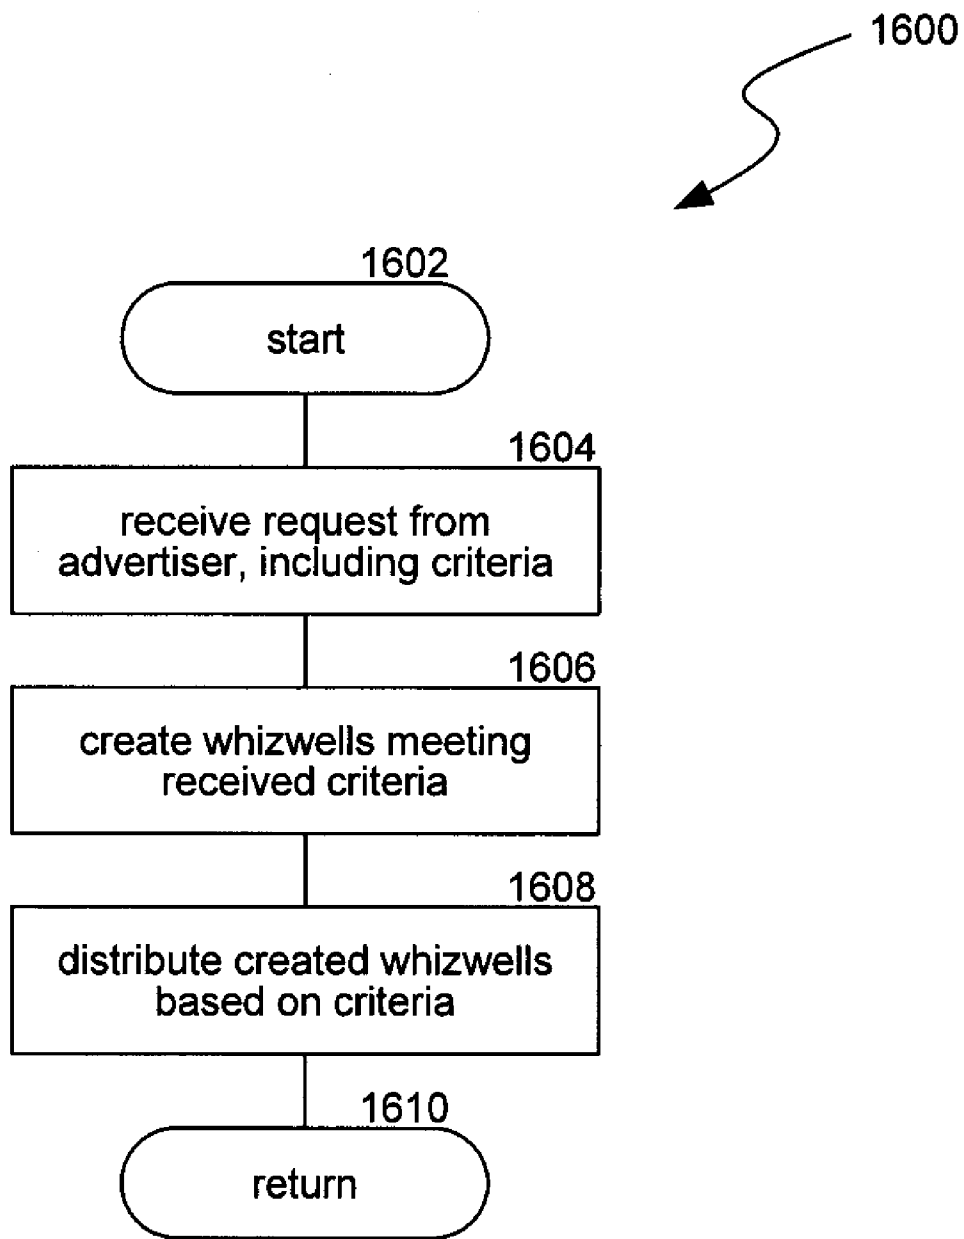 1600
1602
start
1604
receive request from
advertiser, including criteria
1606
create whizwells meeting
received criteria
1608
distribute created whizwells
based on criteria
1610
return